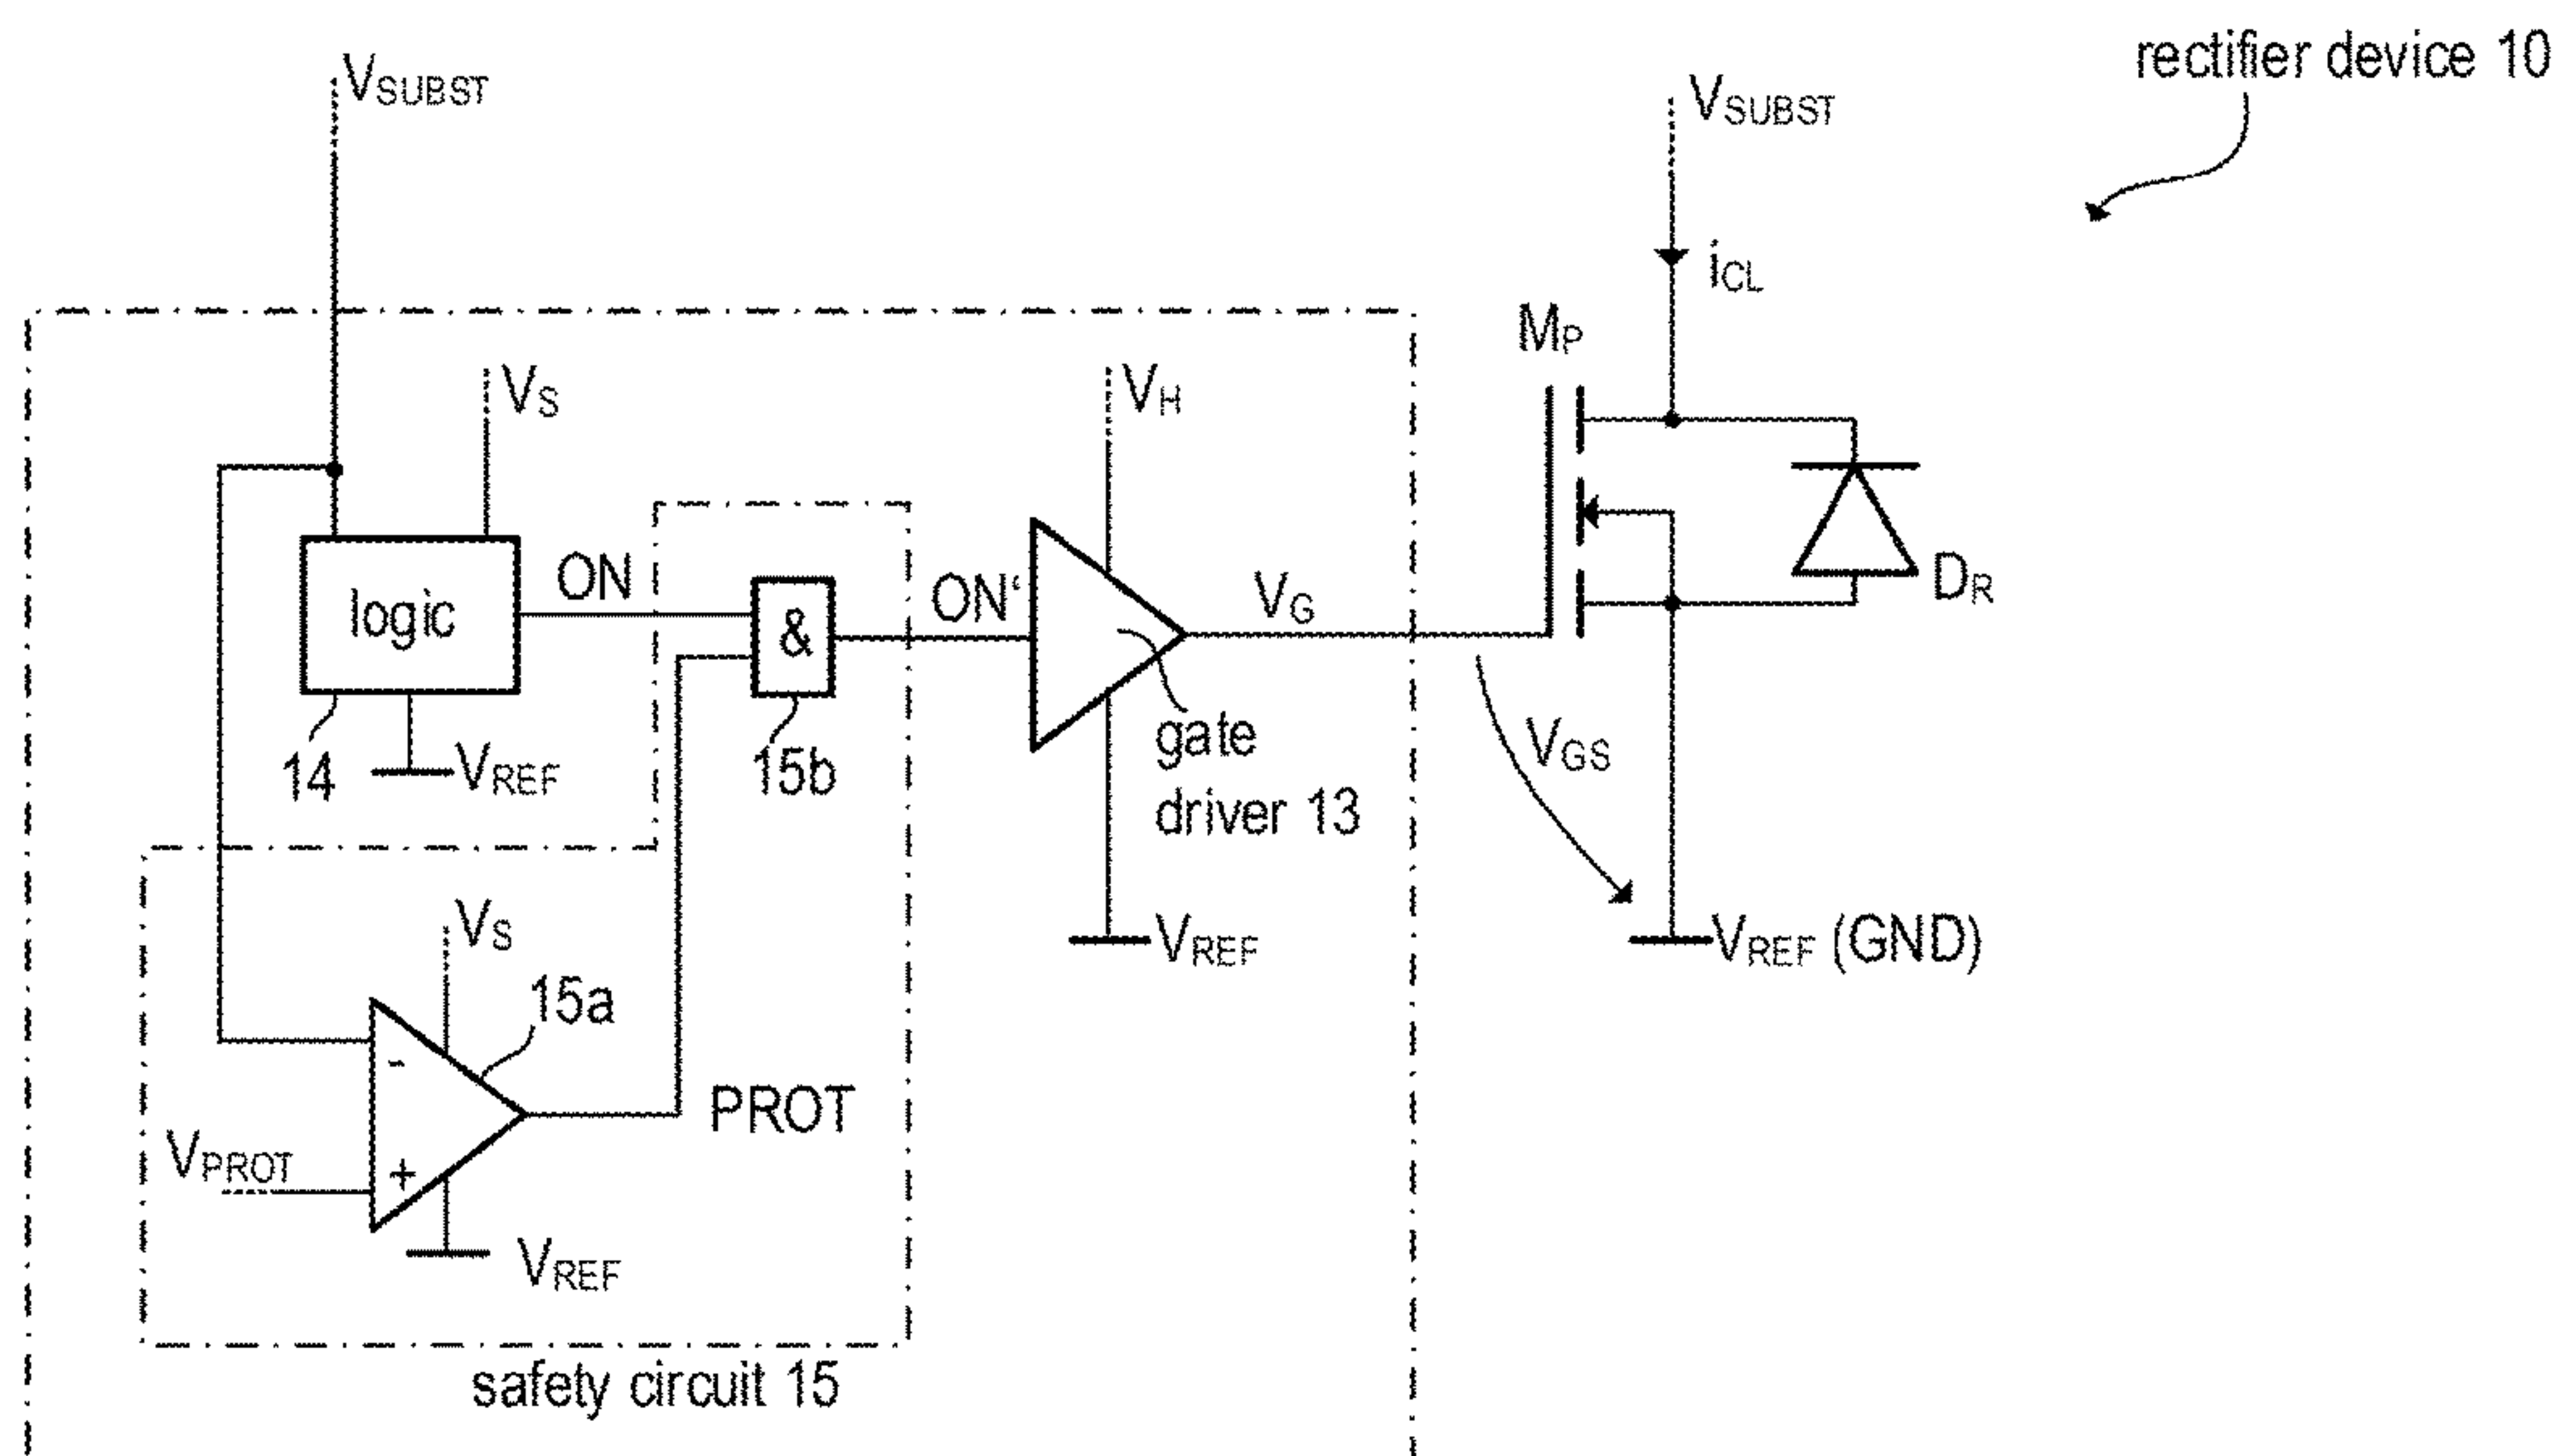 rectifier device 10
VSUBST
VSUBST
iCL
MP
VS
VH
ON
logic
&
ON‘
VG
DR
14
VREF
15b
gate
driver 13
VGS
VS
VREF
VREF (GND)
15a
-
PROT
VPROT
+
VREF
safety circuit 15